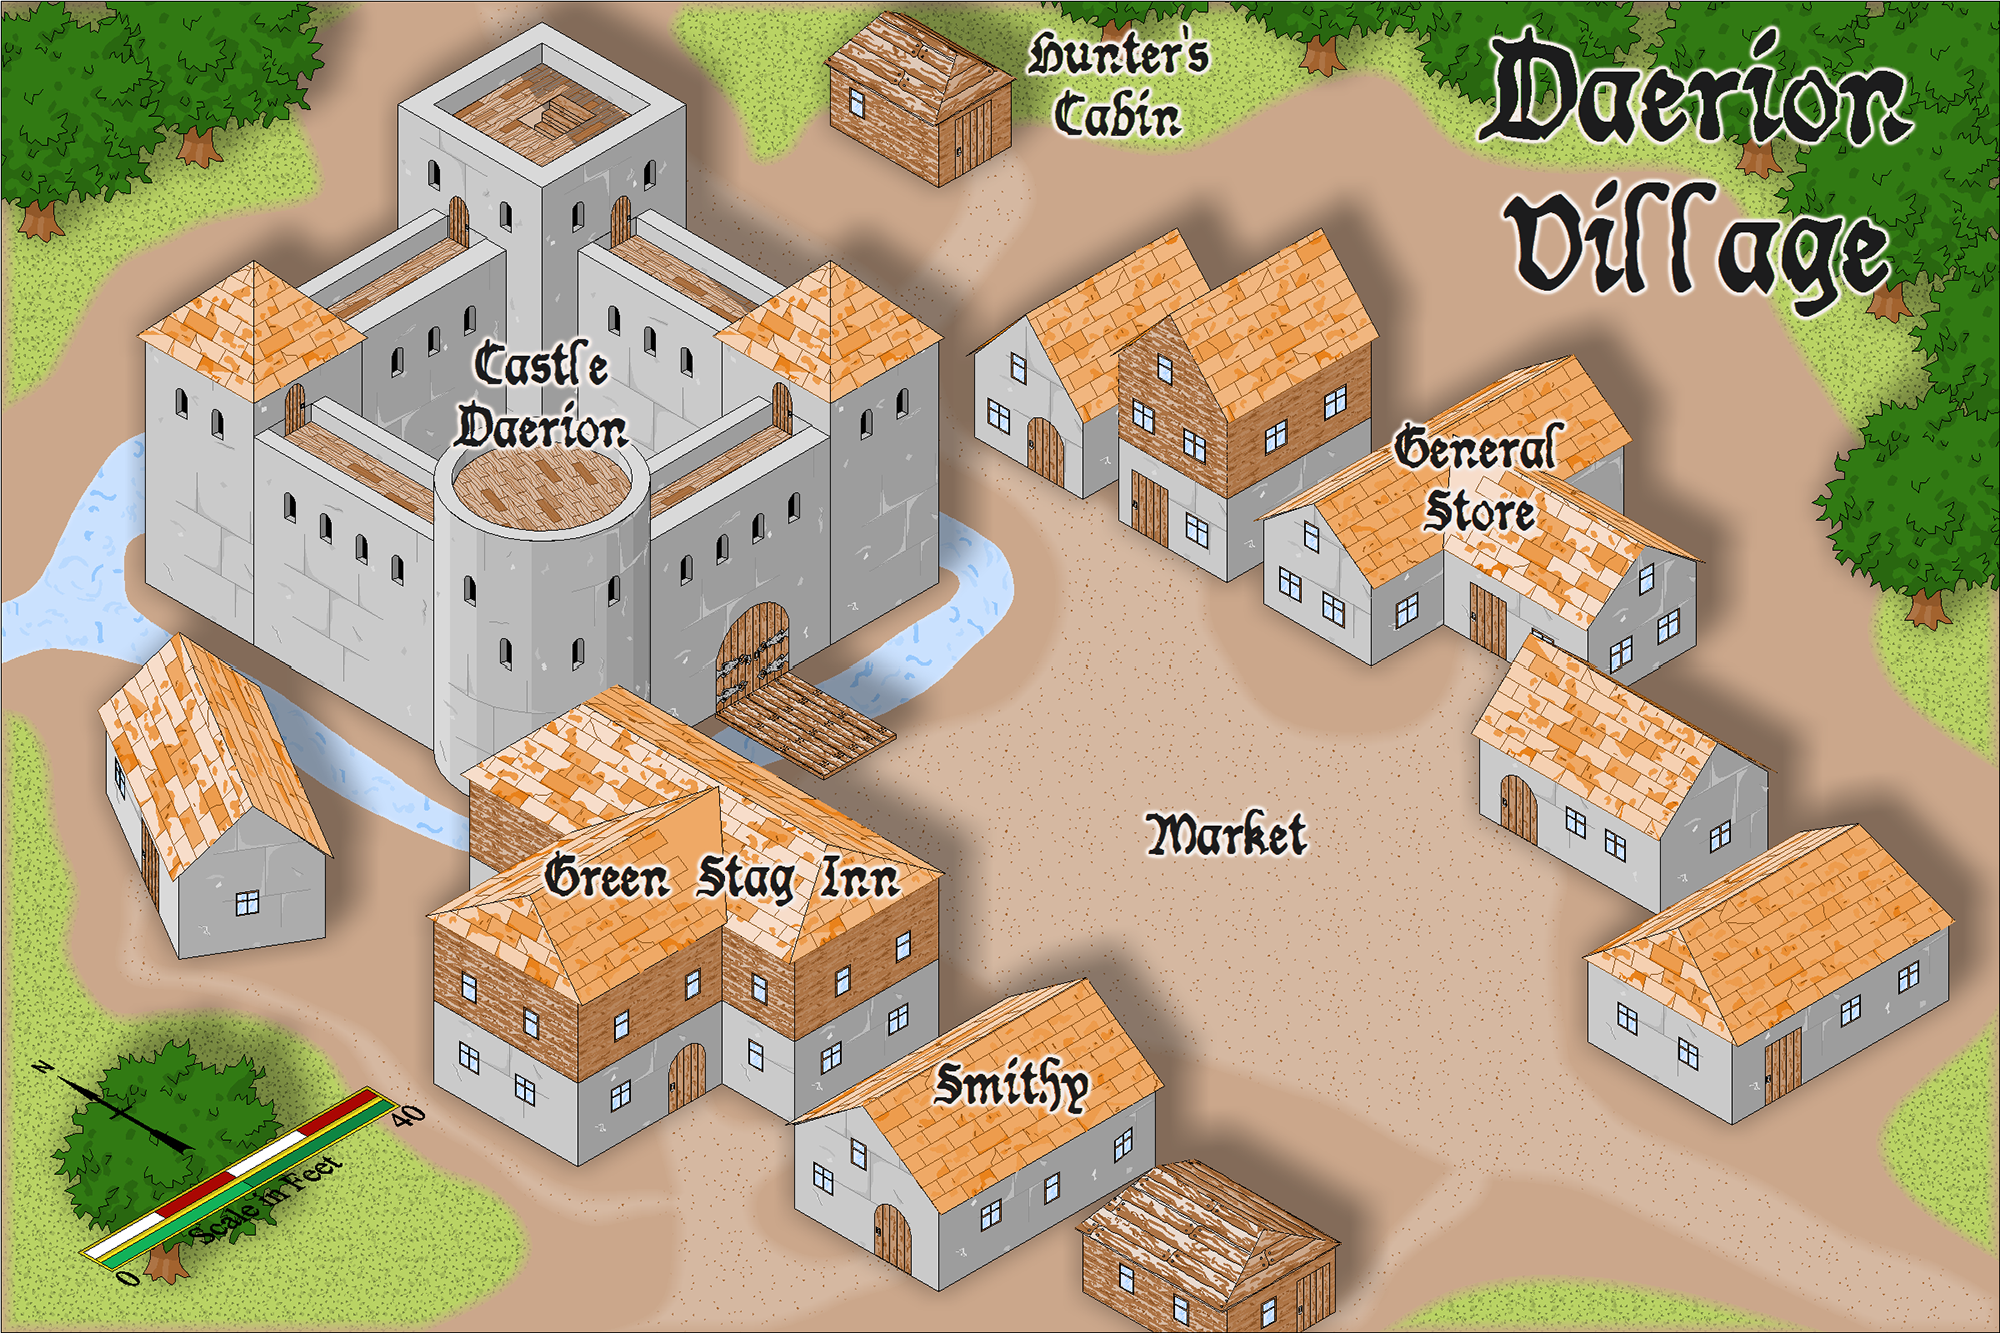 Hunter's
Cabin
Daerion
Village
Castle
Daerion
General
Store
Market
Green Stag Inn
Smithy
N
40
Scale in Feet
0